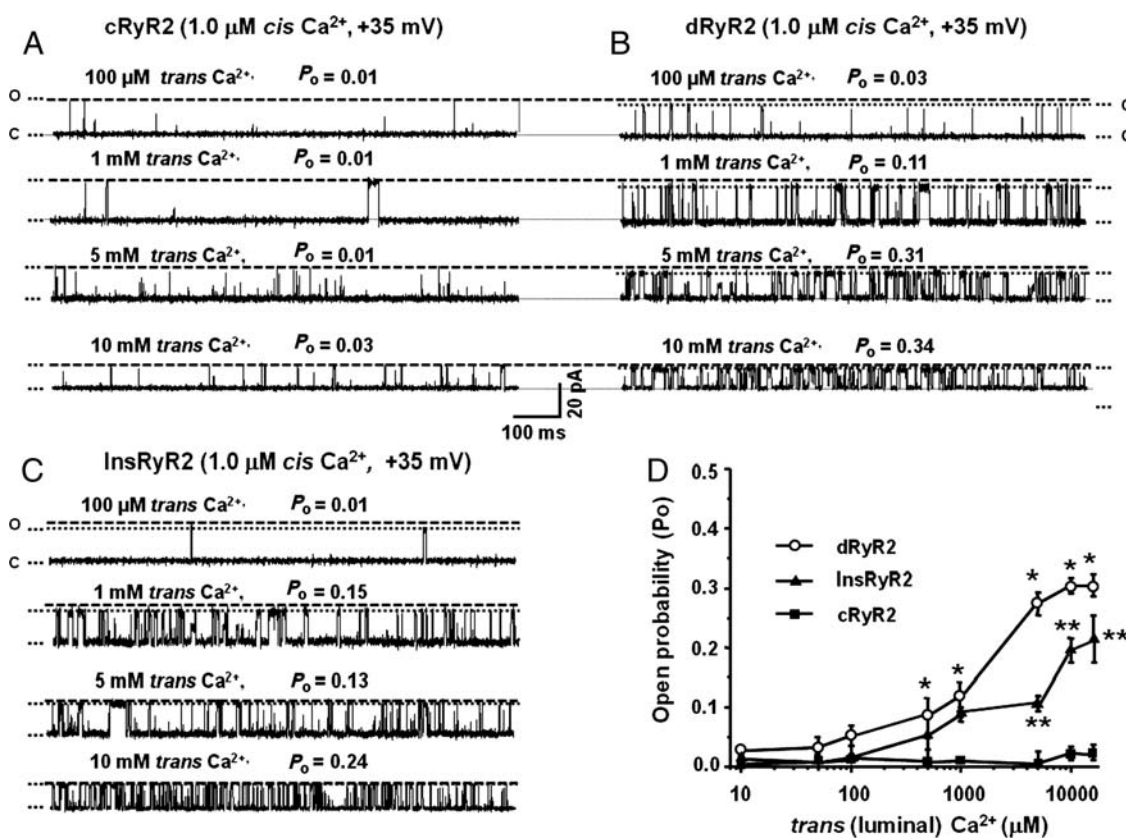 A cRyR2 (1.0 μM cis Ca²⁺, +35 mV)
100 μM trans Ca²⁺, Pₒ = 0.01
O
C
1 mM trans Ca²⁺, Pₒ = 0.01
5 mM trans Ca²⁺, Pₒ = 0.01
10 mM trans Ca²⁺, Pₒ = 0.03
20 pA
100 ms
B dRyR2 (1.0 μM cis Ca²⁺, +35 mV)
100 μM trans Ca²⁺, Pₒ = 0.03
O
C
1 mM trans Ca²⁺, Pₒ = 0.11
5 mM trans Ca²⁺, Pₒ = 0.31
10 mM trans Ca²⁺, Pₒ = 0.34
C InsRyR2 (1.0 μM cis Ca²⁺, +35 mV)
100 μM trans Ca²⁺, Pₒ = 0.01
O
C
1 mM trans Ca²⁺, Pₒ = 0.15
5 mM trans Ca²⁺, Pₒ = 0.13
10 mM trans Ca²⁺, Pₒ = 0.24
D
Open probability (Po)
0.5
0.4
0.3
0.2
0.1
0.0
dRyR2
InsRyR2
cRyR2
* * * * *
** ** **
10 100 1000 10000
trans (luminal) Ca²⁺ (μM)